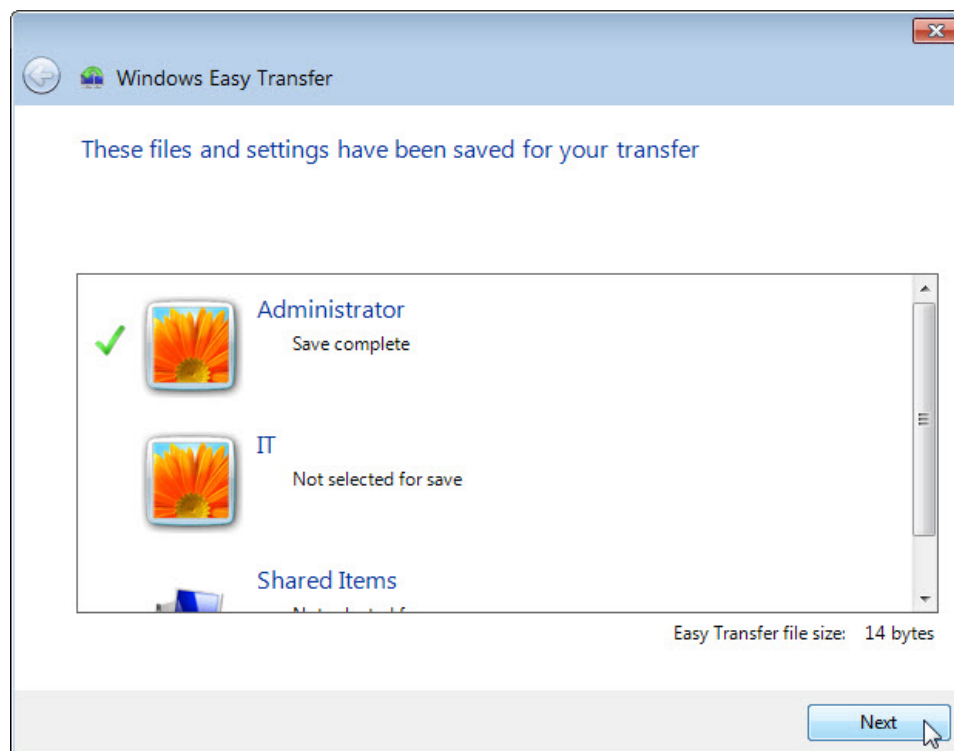 Windows Easy Transfer
These files and settings have been saved for your transfer
Administrator
Save complete
IT
Not selected for save
Shared Items
Easy Transfer file size: 14 bytes
Next